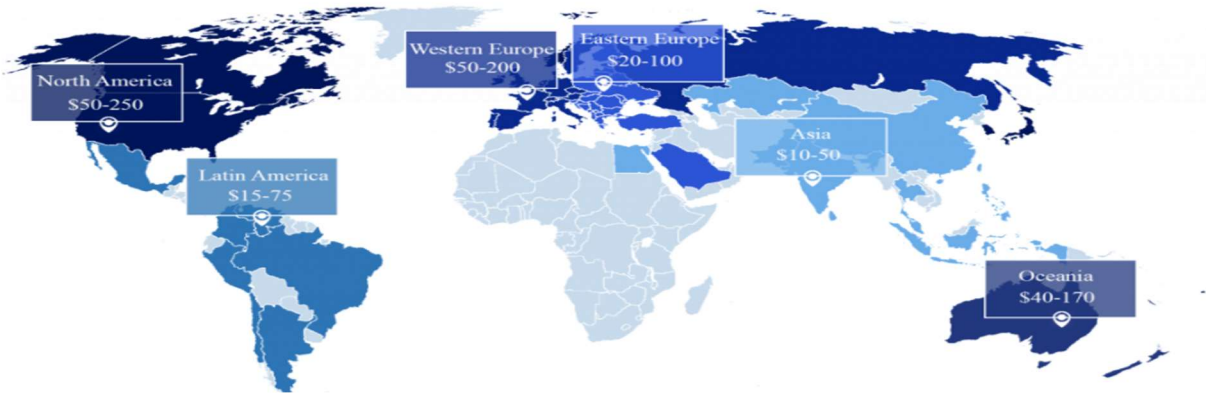 North America
$50-250
Western Europe
$50-200
Eastern Europe
$20-100
Latin America
$15-75
Asia
$10-50
Oceania
$40-170